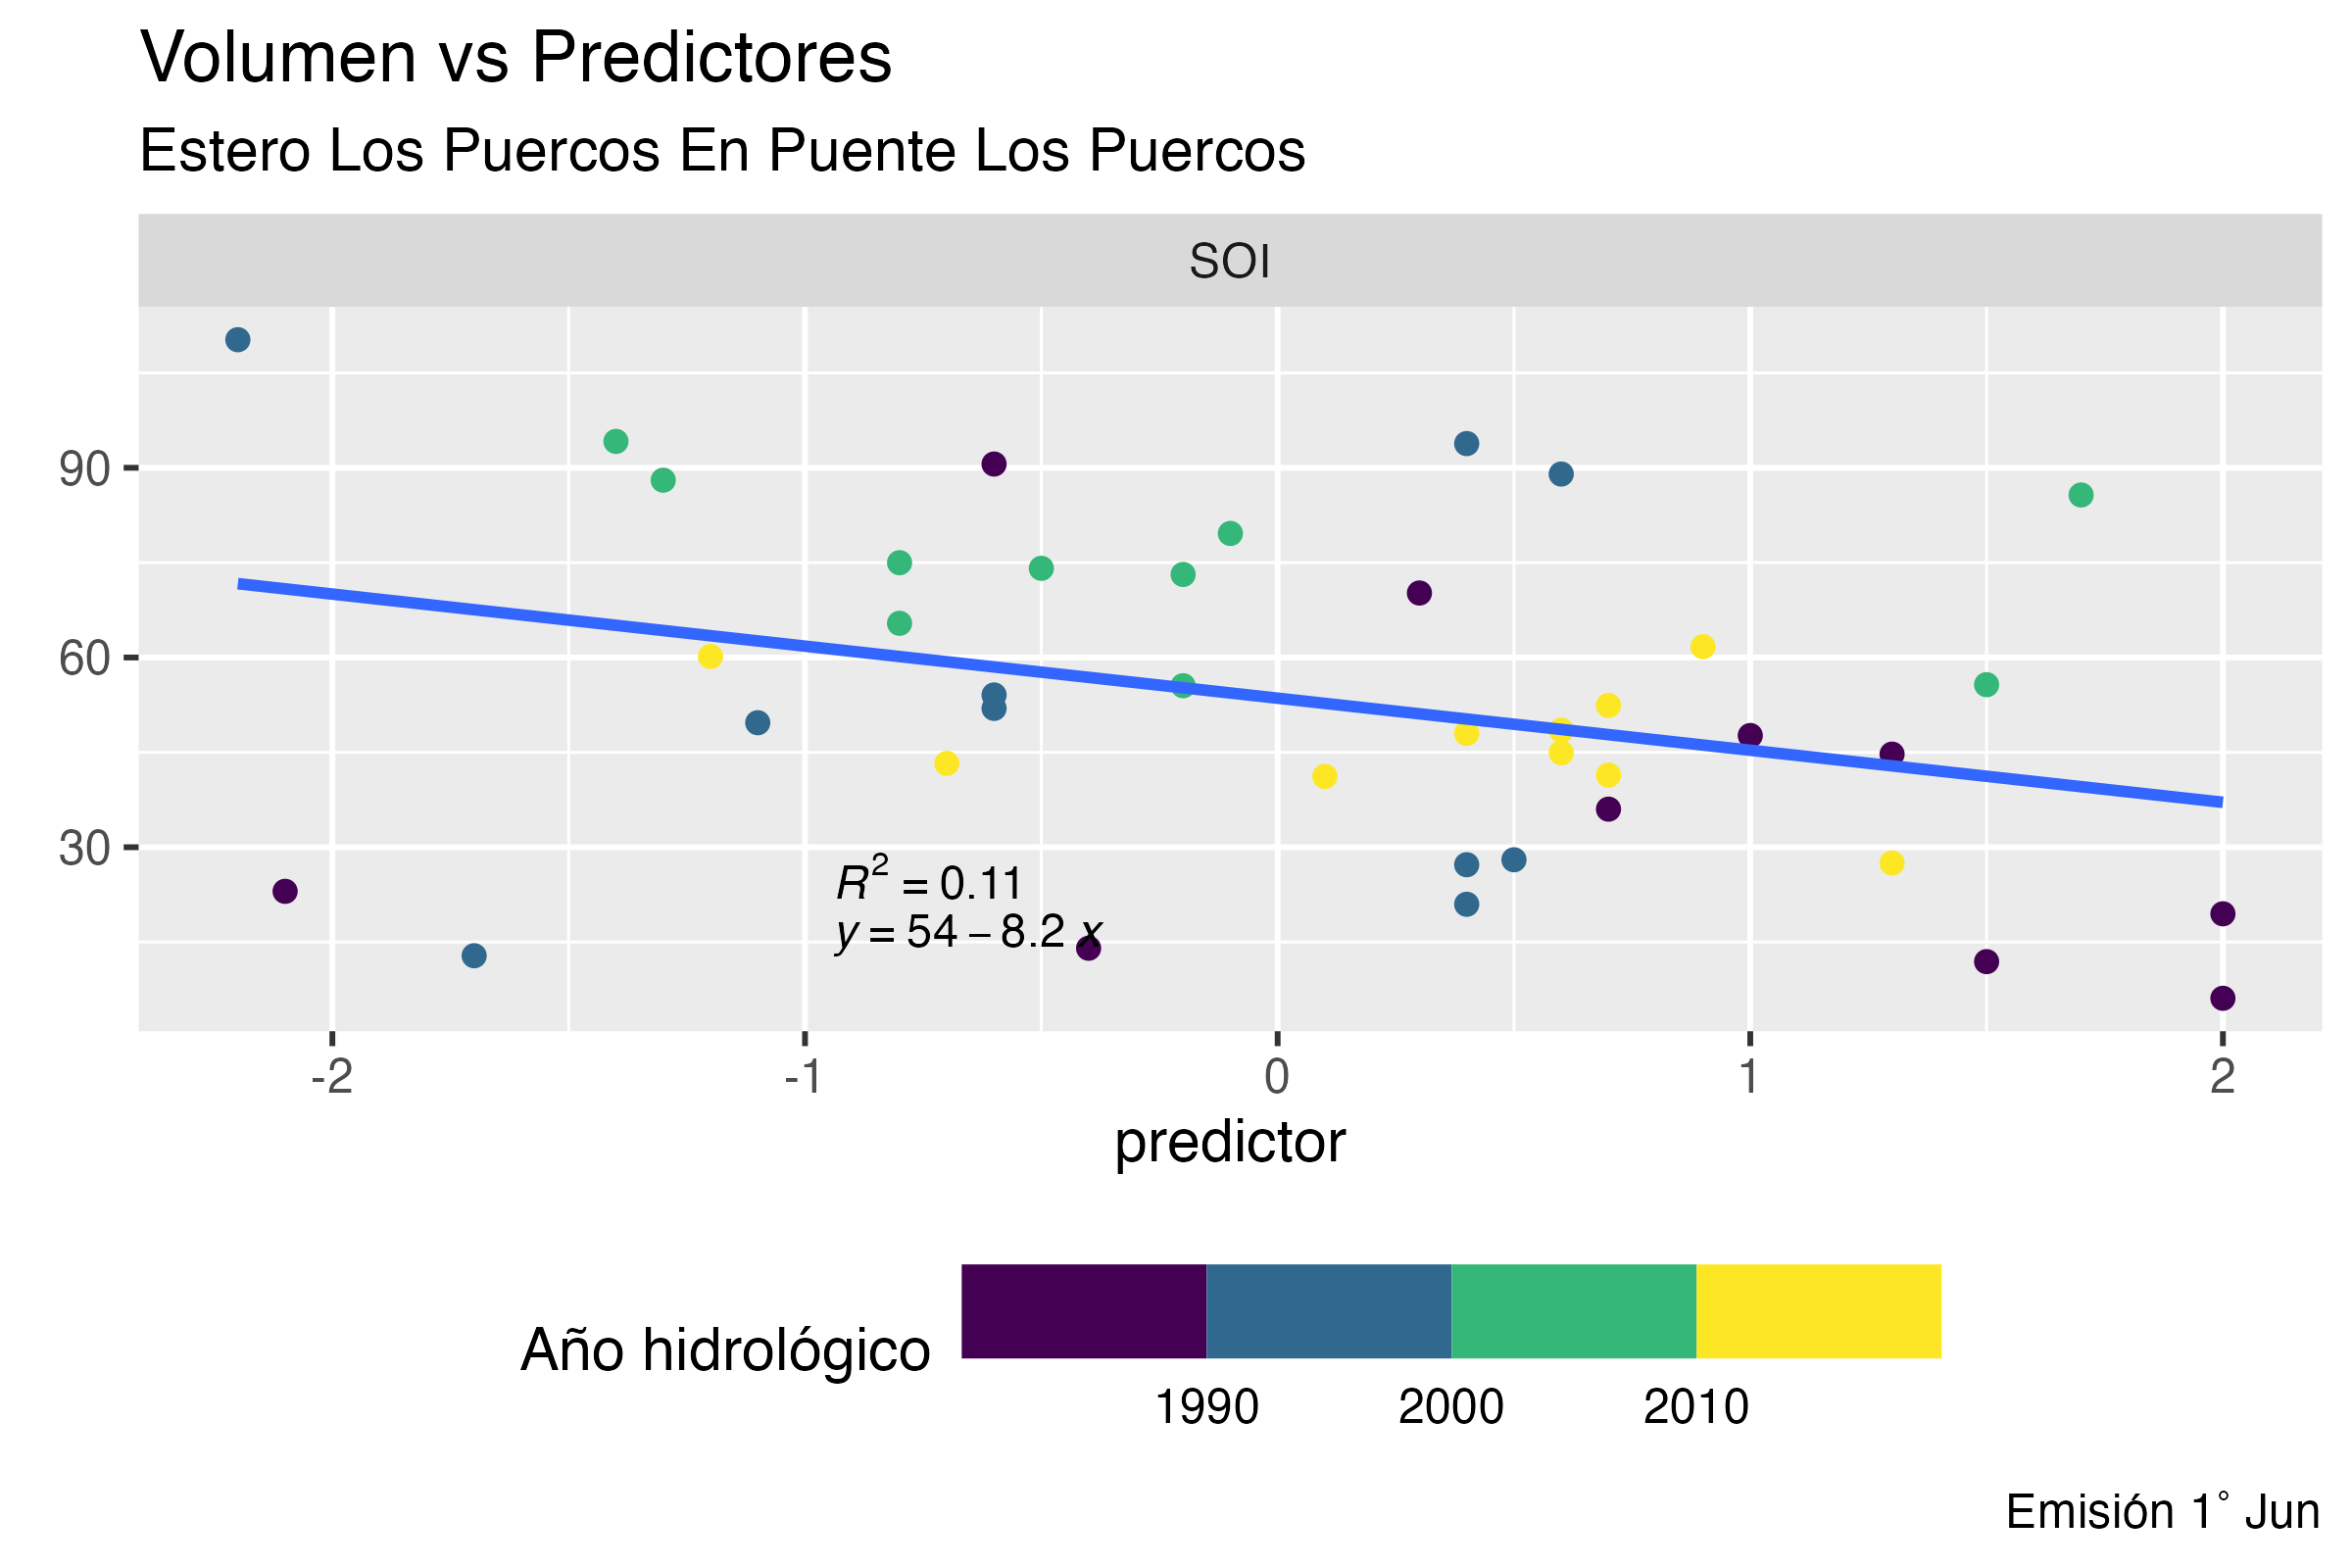 Volumen vs Predictores
Estero Los Puercos En Puente Los Puercos
SOI
90
60
30
R² = 0.11
y = 54 − 8.2 x
-2 -1 0 1 2
predictor
Año hidrológico
1990 2000 2010
Emisión 1° Jun